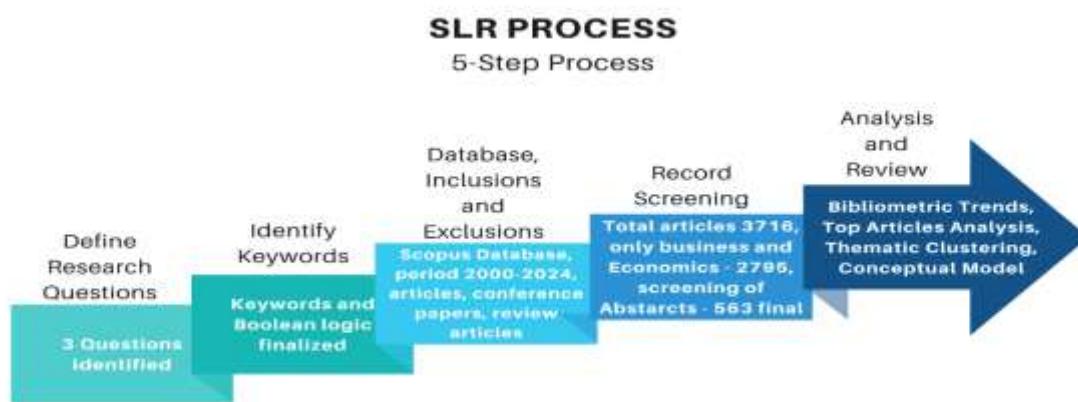 SLR PROCESS
5-Step Process
Define
Research
Questions
3 Questions
Identified
Identify
Keywords
Keywords and
Boolean logic
finalized
Database,
Inclusions
and
Exclusions
Scopus Database,
period 2000-2024,
articles, conference
papers, review
articles
Record
Screening
Total articles 3716,
only business and
Economics - 2795,
screening of
Abstarcts - 563 final
Analysis
and
Review
Bibliometric Trends,
Top Articles Analysis,
Thematic Clustering,
Conceptual Model